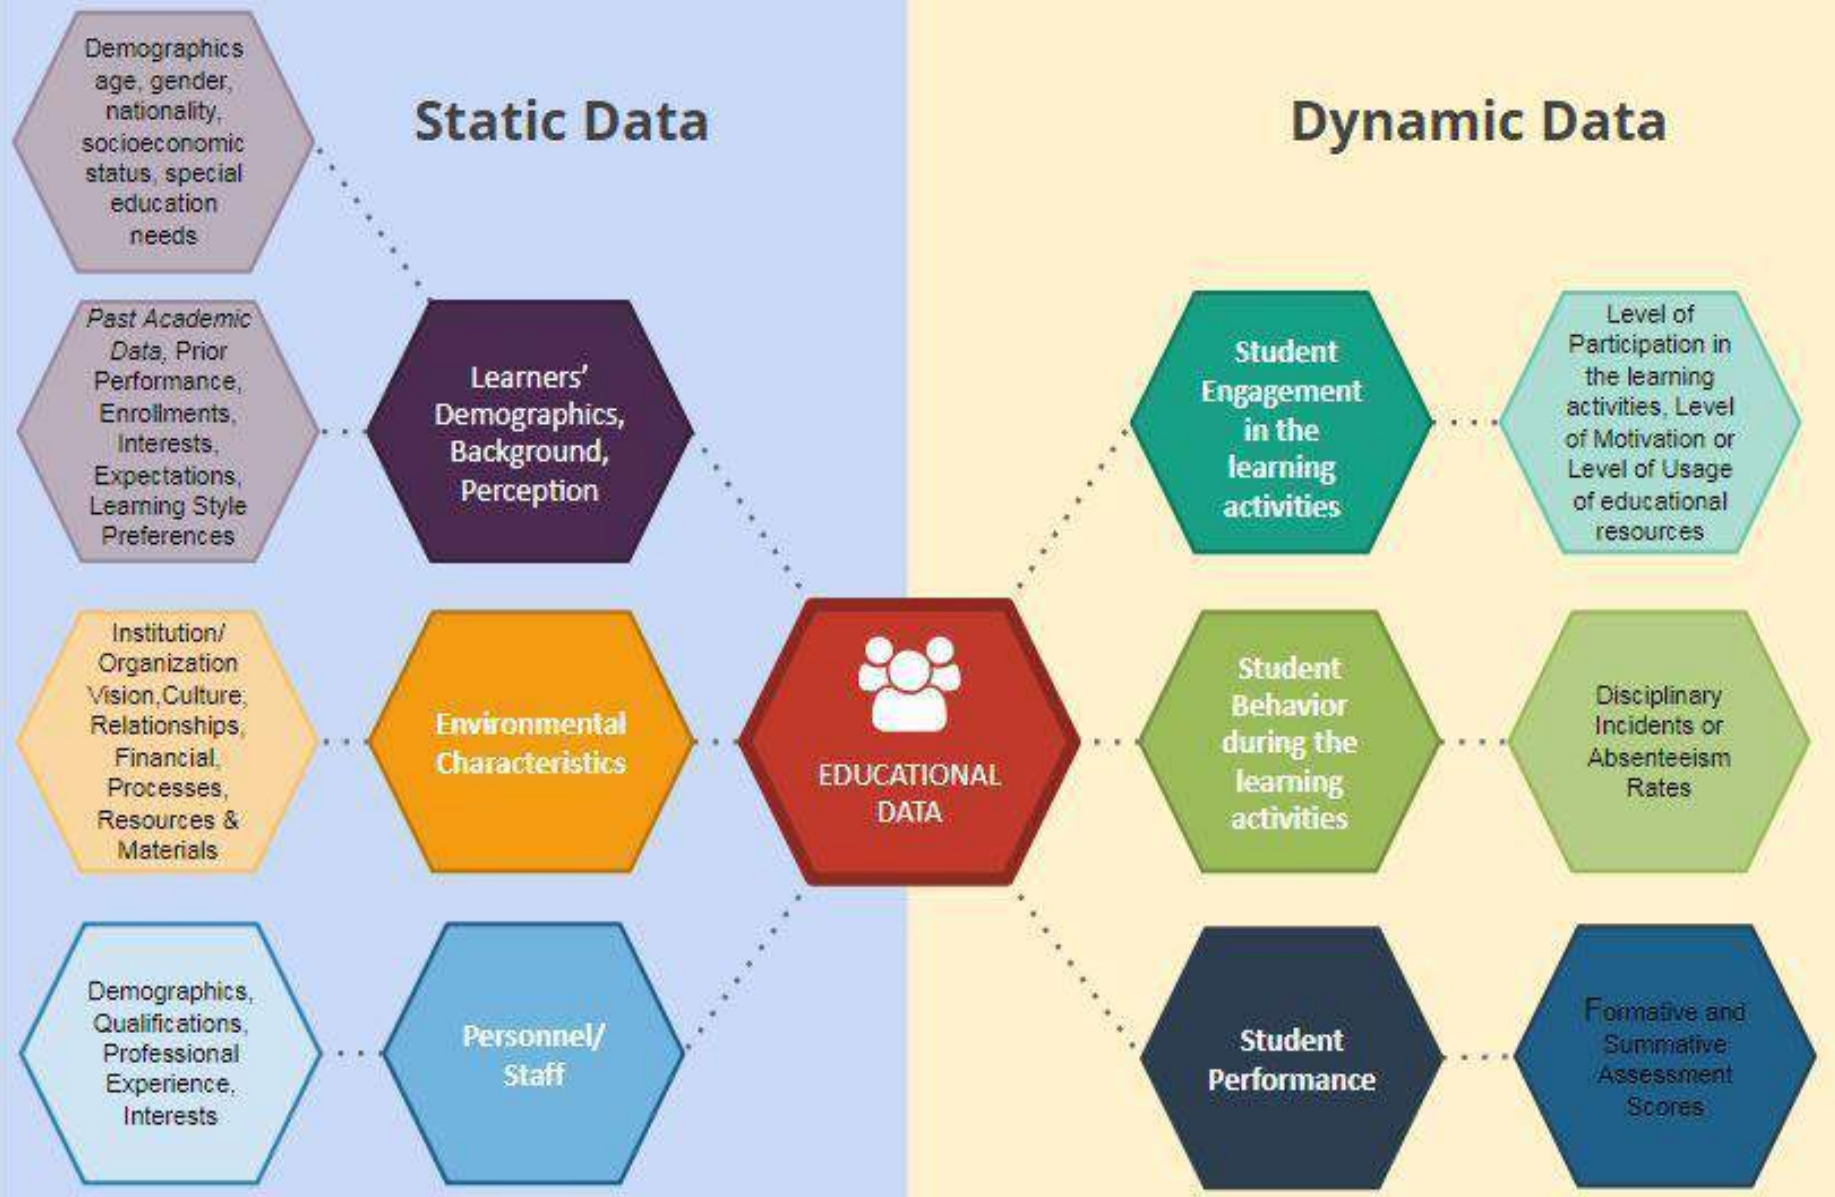 Static Data
Dynamic Data
Demographics
age, gender,
nationality,
socioeconomic
status, special
education
needs
Past Academic
Data, Prior
Performance,
Enrollments,
Interests,
Expectations,
Learning Style
Preferences
Learners’
Demographics,
Background,
Perception
Institution/
Organization
Vision,Culture,
Relationships,
Financial,
Processes,
Resources &
Materials
Environmental
Characteristics
Demographics,
Qualifications,
Professional
Experience,
Interests
Personnel/
Staff
EDUCATIONAL
DATA
Student
Engagement
in the
learning
activities
Level of
Participation in
the learning
activities, Level
of Motivation or
Level of Usage
of educational
resources
Student
Behavior
during the
learning
activities
Disciplinary
Incidents or
Absenteeism
Rates
Student
Performance
Formative and
Summative
Assessment
Scores